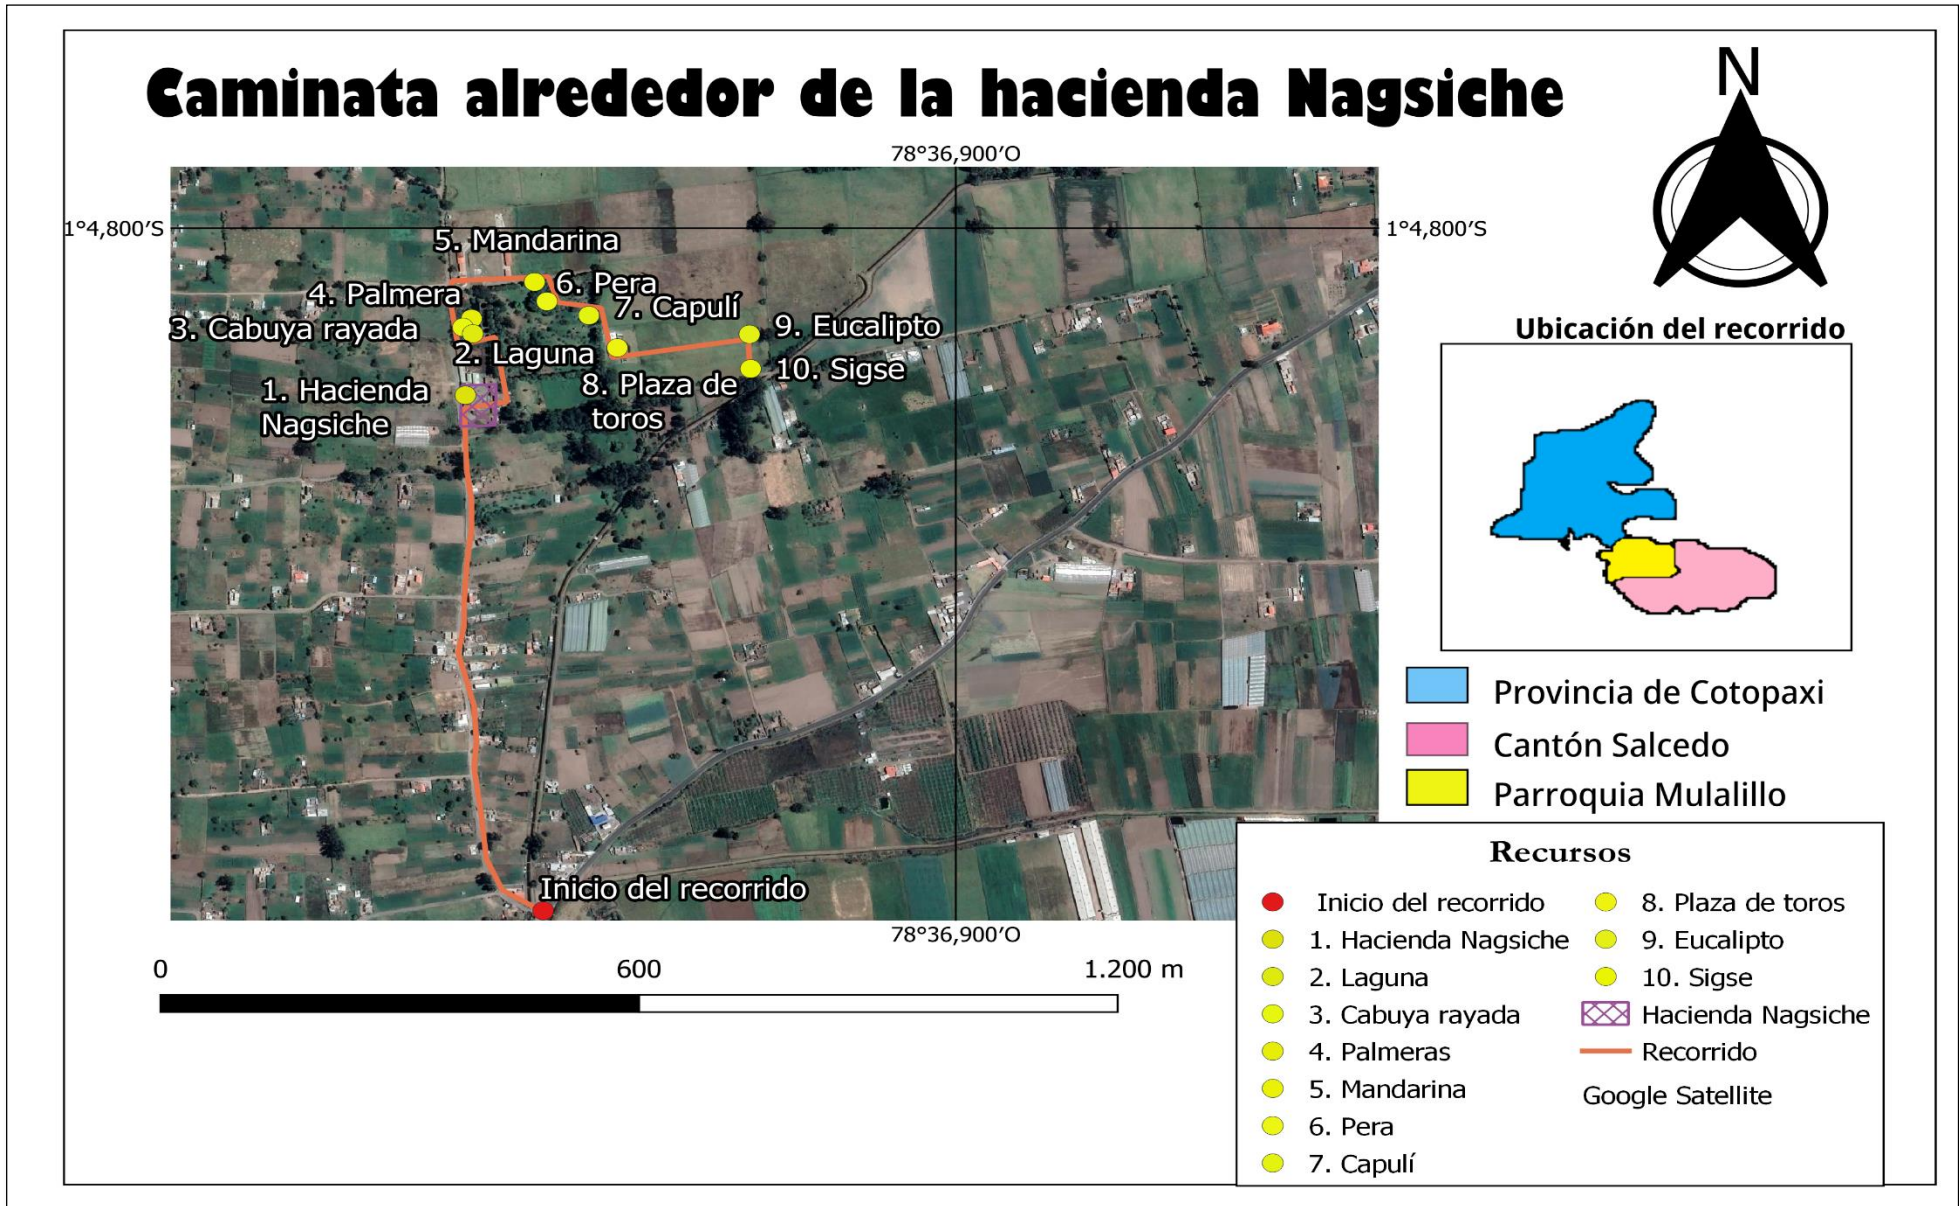 Caminata alrededor de la hacienda Nagsiche
N
78°36,900'O
1°4,800'S
1°4,800'S
5. Mandarina
6. Pera
4. Palmera
7. Capulí
3. Cabuya rayada
9. Eucalipto
2. Laguna
10. Sigse
1. Hacienda
Nagsiche
8. Plaza de
toros
Inicio del recorrido
78°36,900'O
0
600
1.200 m
Ubicación del recorrido
Provincia de Cotopaxi
Cantón Salcedo
Parroquia Mulalillo
Recursos
Inicio del recorrido
1. Hacienda Nagsiche
2. Laguna
3. Cabuya rayada
4. Palmeras
5. Mandarina
6. Pera
7. Capulí
8. Plaza de toros
9. Eucalipto
10. Sigse
Hacienda Nagsiche
Recorrido
Google Satellite